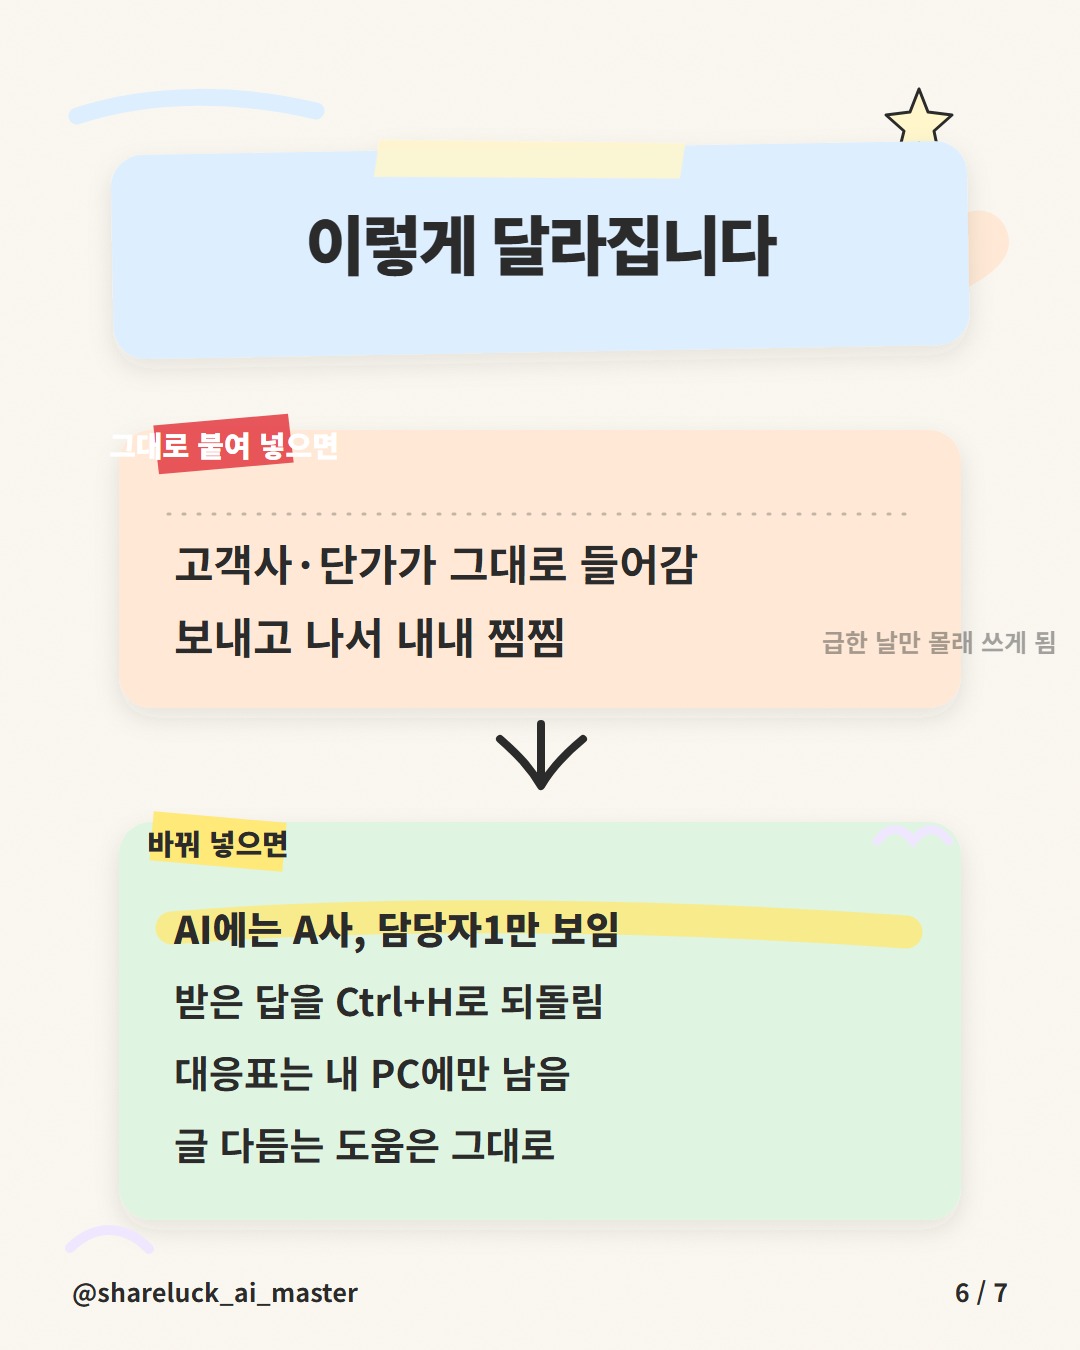 이렇게 달라집니다
그대로 붙여 넣으면
고객사·단가가 그대로 들어감
보내고 나서 내내 찜찜
급한 날만 몰래 쓰게 됨
바꿔 넣으면
AI에는 A사, 담당자1만 보임
받은 답을 Ctrl+H로 되돌림
대응표는 내 PC에만 남음
글 다듬는 도움은 그대로
@shareluck_ai_master
6 / 7